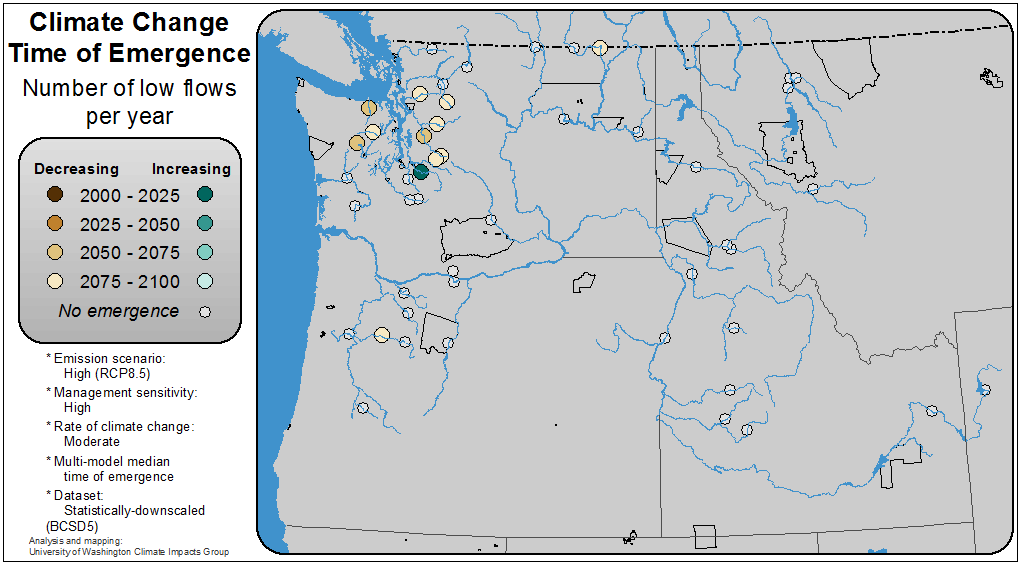 Climate Change
Time of Emergence
Number of low flows
per year
Decreasing Increasing
2000 - 2025
2025 - 2050
2050 - 2075
2075 - 2100
No emergence
* Emission scenario:
High (RCP8.5)
* Management sensitivity:
High
* Rate of climate change:
Moderate
* Multi-model median
time of emergence
* Dataset:
Statistically-downscaled
(BCSD5)
Analysis and mapping:
University of Washington Climate Impacts Group